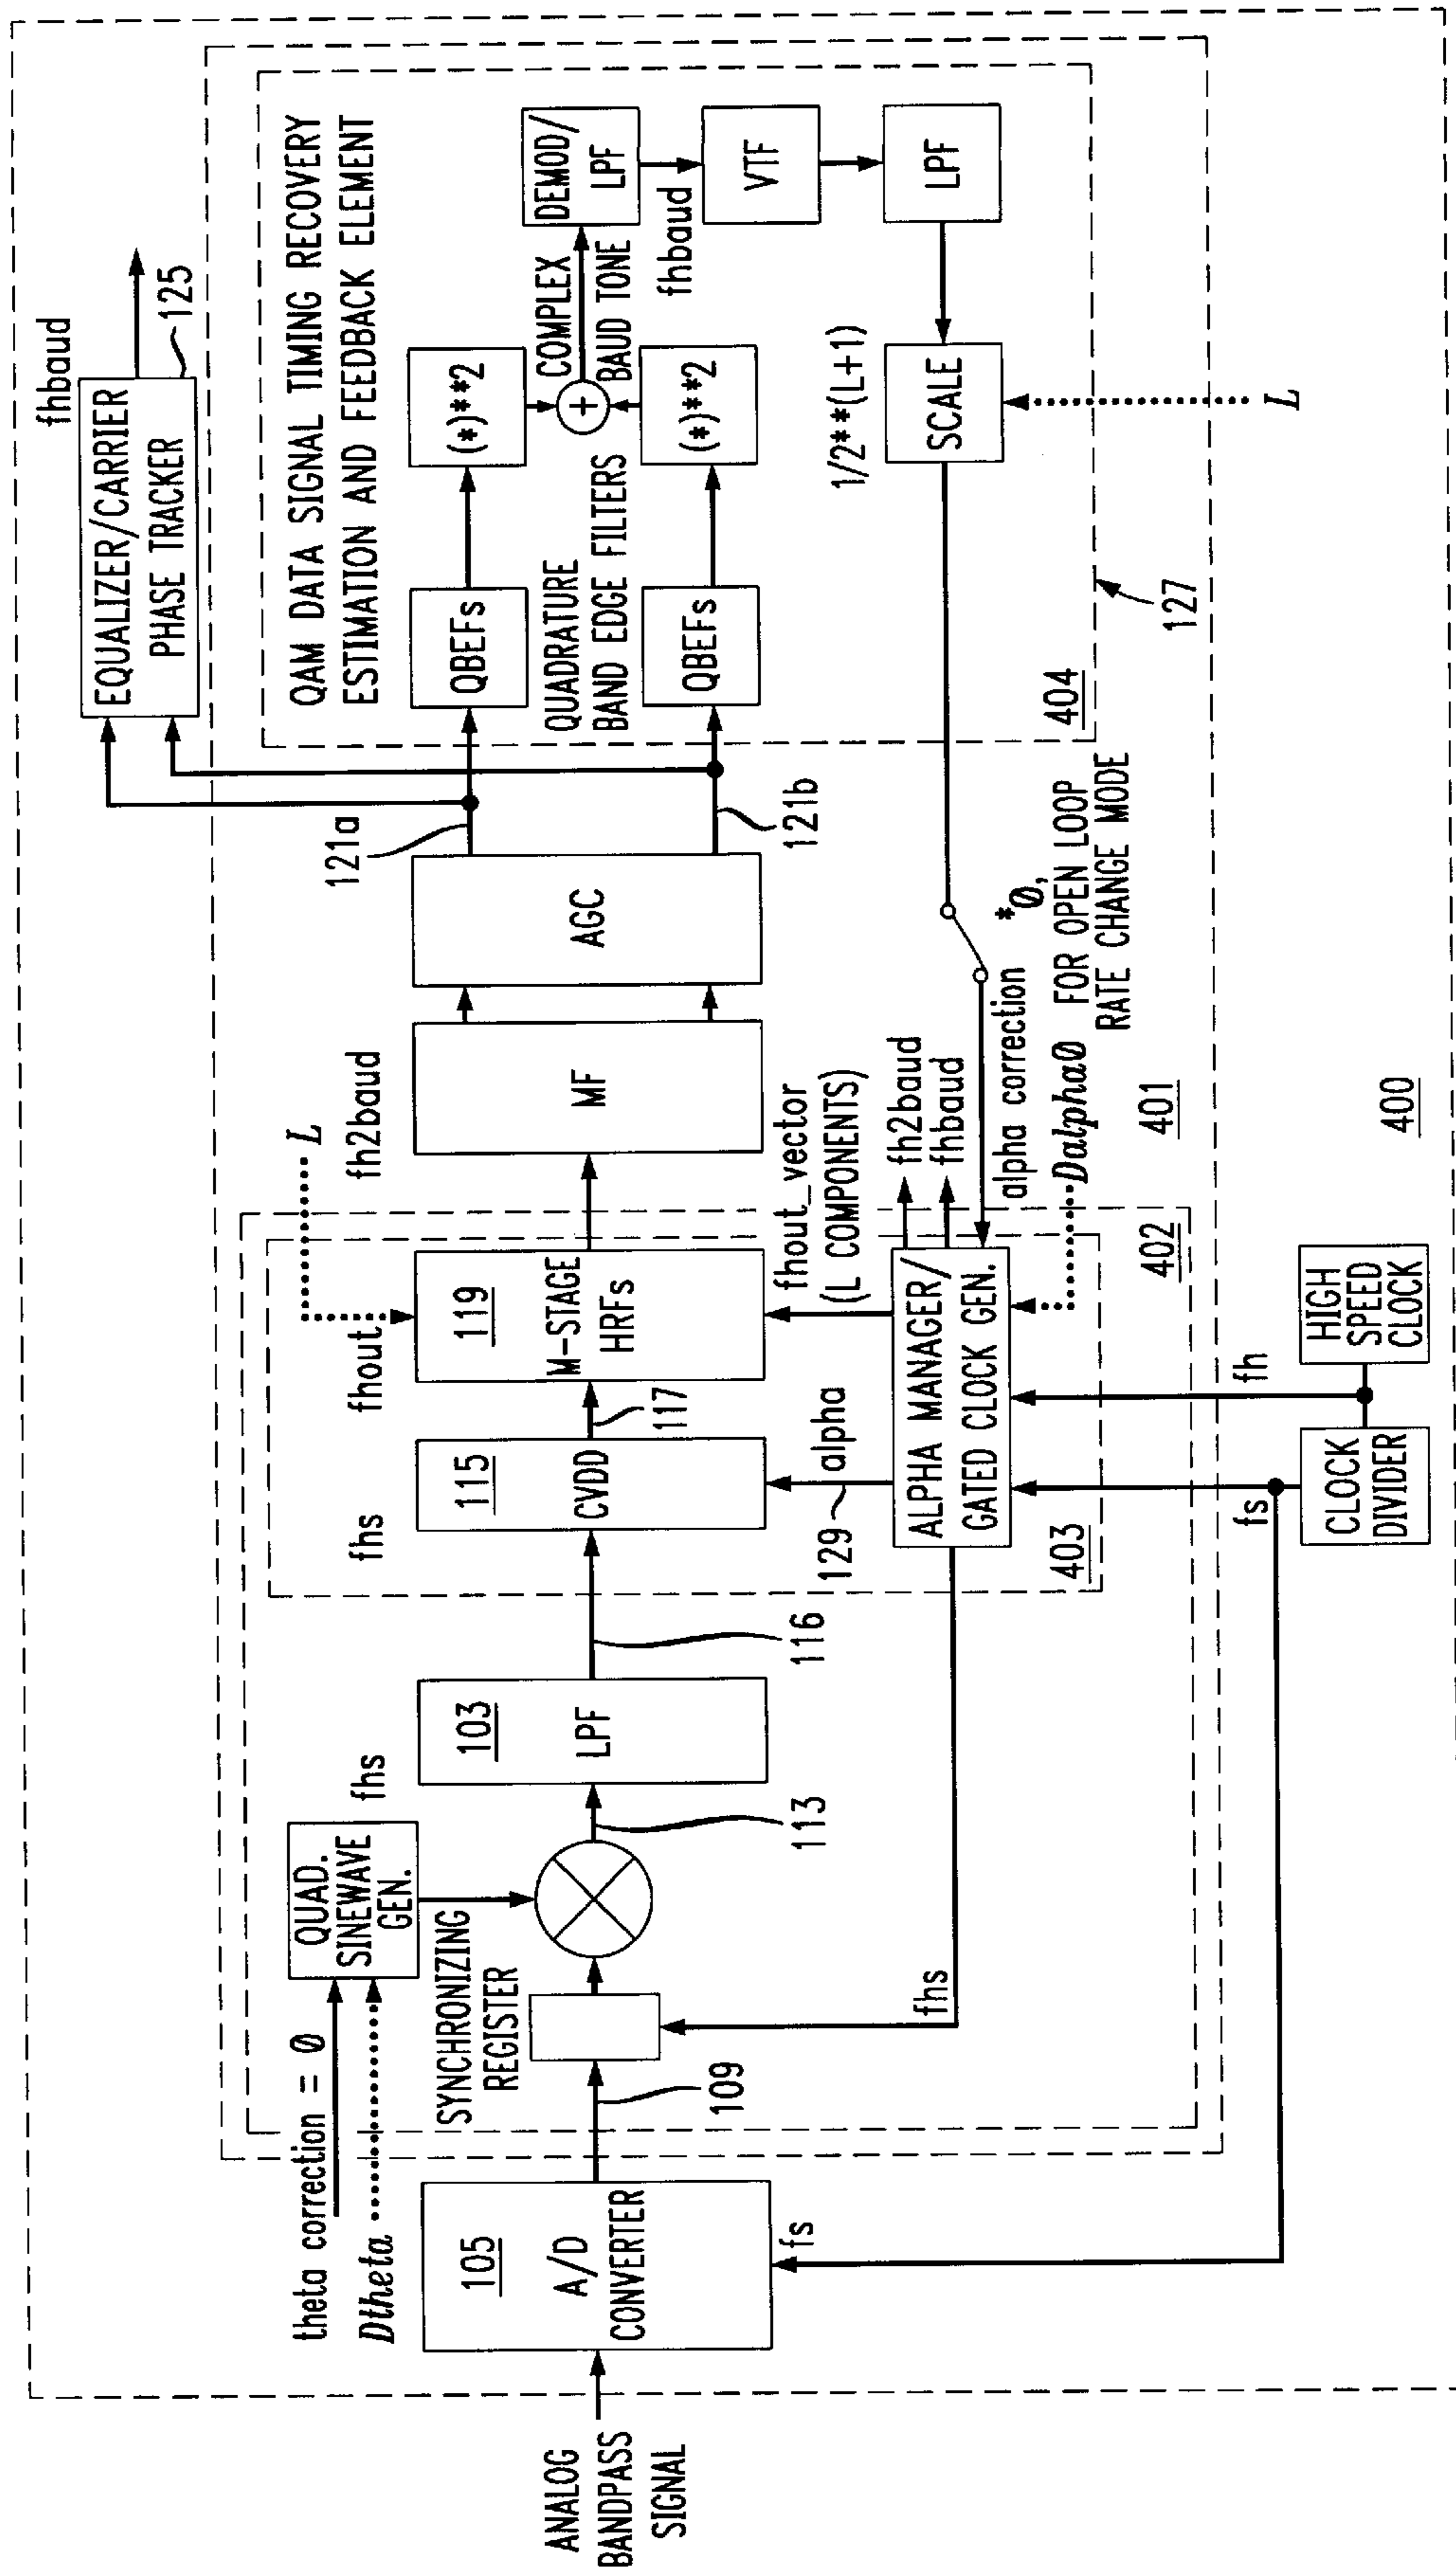 fhbaud
EQUALIZER/CARRIER
PHASE TRACKER
125
QAM DATA SIGNAL TIMING RECOVERY
ESTIMATION AND FEEDBACK ELEMENT
theta correction = 0
Dtheta
QUAD.
SINEWAVE
GEN.
fhs
fhs
fhout
L
fh2baud
121a
QBEFs
(*)**2
QUADRATURE
BAND EDGE FILTERS
COMPLEX
BAUD TONE
+
DEMOD/
LPF
fhbaud
QBEFs
(*)**2
VTF
LPF
SYNCHRONIZING
REGISTER
ANALOG
BANDPASS
SIGNAL
105
A/D
CONVERTER
fs
109
113
103
LPF
116
115
CVDD
117
119
M-STAGE
HRFs
MF
AGC
121b
129
alpha
fhout_vector
(L COMPONENTS)
fhs
ALPHA MANAGER/
GATED CLOCK GEN.
403
fh2baud
fhbaud
alpha correction
*0,
Dalpha0 FOR OPEN LOOP
RATE CHANGE MODE
1/2**(L+1)
SCALE
L
404
127
402
401
fs
fh
CLOCK
DIVIDER
HIGH
SPEED
CLOCK
400